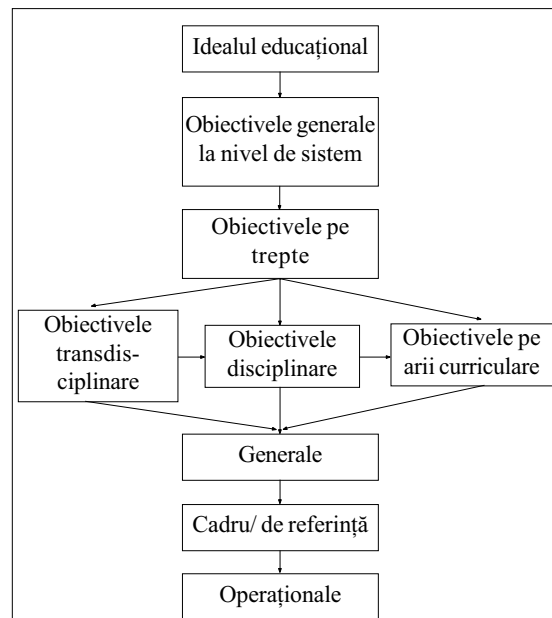 Idealul educațional
Obiectivele generale
la nivel de sistem
Obiectivele pe
trepte
Obiectivele
transdis-
ciplinare
Obiectivele
disciplinare
Obiectivele pe
arii curriculare
Generale
Cadru/ de referință
Operaționale